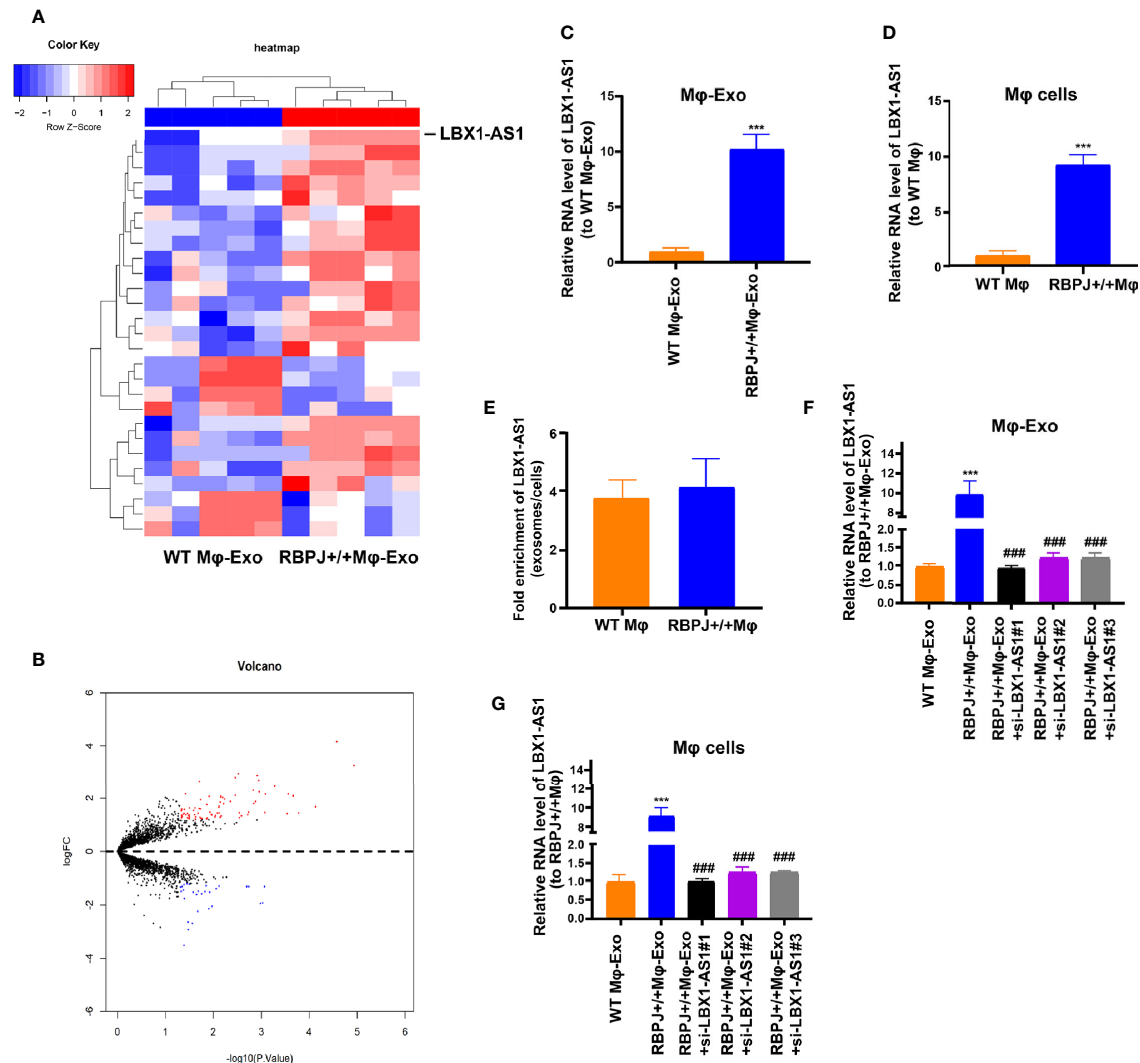 A
Color Key
−2
−1
0
1
2
Row Z−Score
heatmap
LBX1-AS1
WT Mφ-Exo
RBPJ+/+Mφ-Exo
B
Volcano
logFC
6
4
2
0
-2
-4
-6
0
1
2
3
4
5
6
-log10(P.Value)
C
Mφ-Exo
Relative RNA level of LBX1-AS1
(to WT Mφ-Exo)
15
10
5
0
***
WT Mφ-Exo
RBPJ+/+Mφ-Exo
D
Mφ cells
Relative RNA level of LBX1-AS1
(to WT Mφ)
15
10
5
0
***
WT Mφ
RBPJ+/+Mφ
E
Fold enrichment of LBX1-AS1
(exosomes/cells)
6
4
2
0
WT Mφ
RBPJ+/+Mφ
F
Mφ-Exo
Relative RNA level of LBX1-AS1
(to RBPJ+/+Mφ-Exo)
14
12
10
8
2.0
1.5
1.0
0.5
0.0
***
###
###
###
WT Mφ-Exo
RBPJ+/+Mφ-Exo
RBPJ+/+Mφ-Exo
+si-LBX1-AS1#1
RBPJ+/+Mφ-Exo
+si-LBX1-AS1#2
RBPJ+/+Mφ-Exo
+si-LBX1-AS1#3
G
Mφ cells
Relative RNA level of LBX1-AS1
(to RBPJ+/+Mφ)
14
12
10
8
2.0
1.5
1.0
0.5
0.0
***
###
###
###
WT Mφ-Exo
RBPJ+/+Mφ-Exo
RBPJ+/+Mφ-Exo
+si-LBX1-AS1#1
RBPJ+/+Mφ-Exo
+si-LBX1-AS1#2
RBPJ+/+Mφ-Exo
+si-LBX1-AS1#3